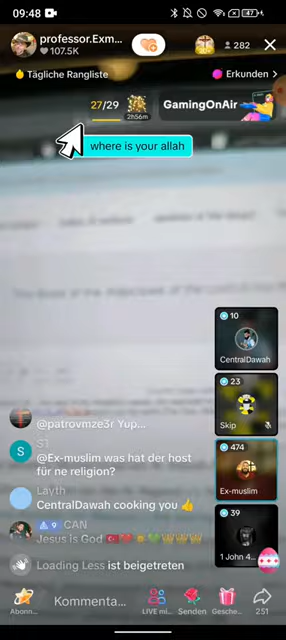 09:48
47
professor.Exm...
107.5K
282
Tägliche Rangliste
Erkunden >
27/29
2h56m
GamingOnAir
where is your allah
10
CentralDawah
23
Skip
474
Ex-muslim
39
1 John 4...
@patrovmze3r Yup...
S1
@Ex-muslim was hat der host
für ne religion?
Layth
CentralDawah cooking you 👍
9 CAN
Jesus is God
Loading Less ist beigetreten
Abonn...
Kommenta...
LIVE mi...
Senden
Gesche...
251